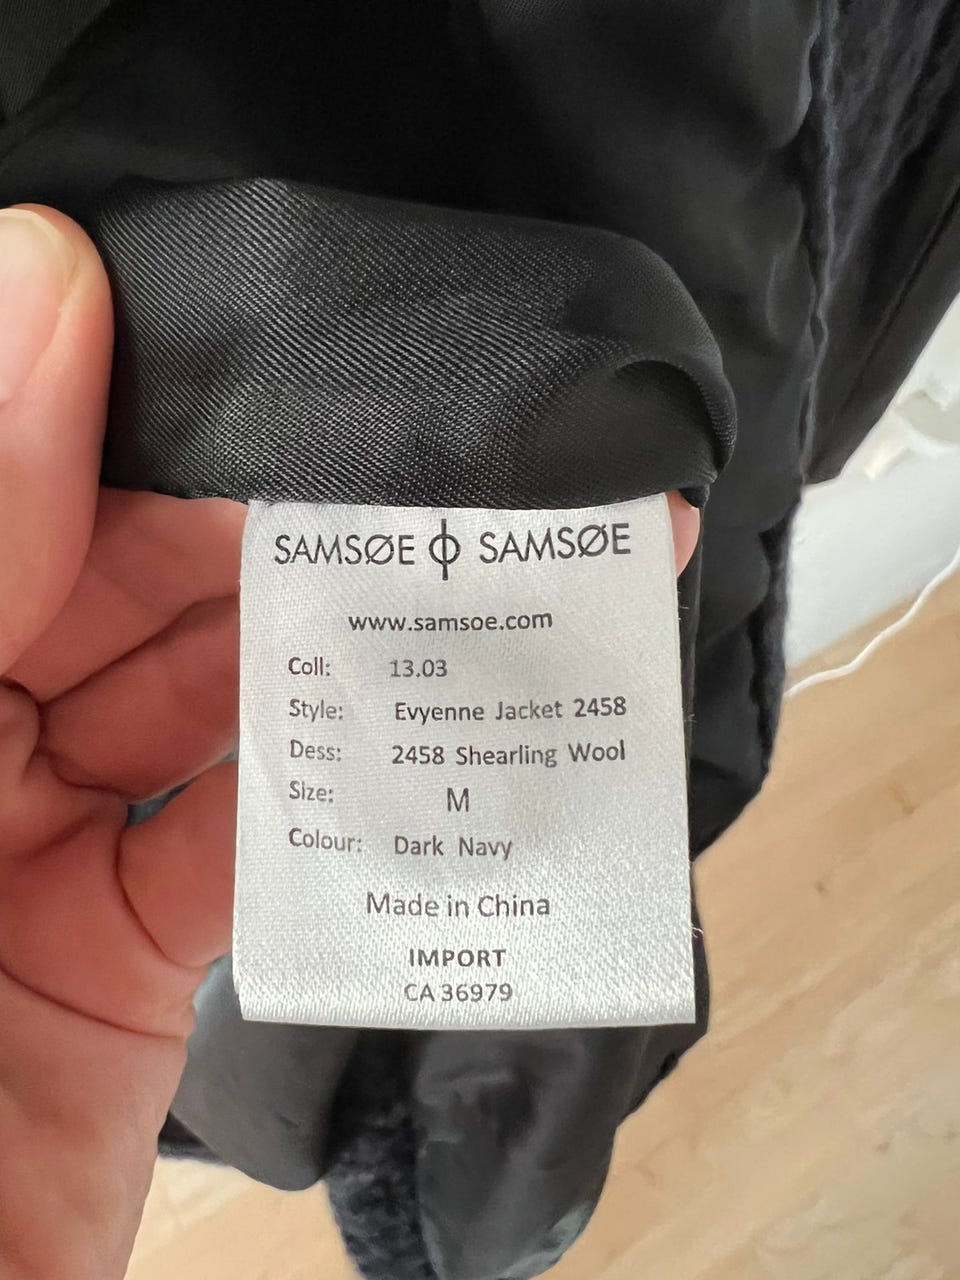 SAMSØE ϕ SAMSØE
www.samsoe.com
Coll: 13.03
Style: Evyenne Jacket 2458
Dess: 2458 Shearling Wool
Size: M
Colour: Dark Navy
Made in China
IMPORT
CA 36979